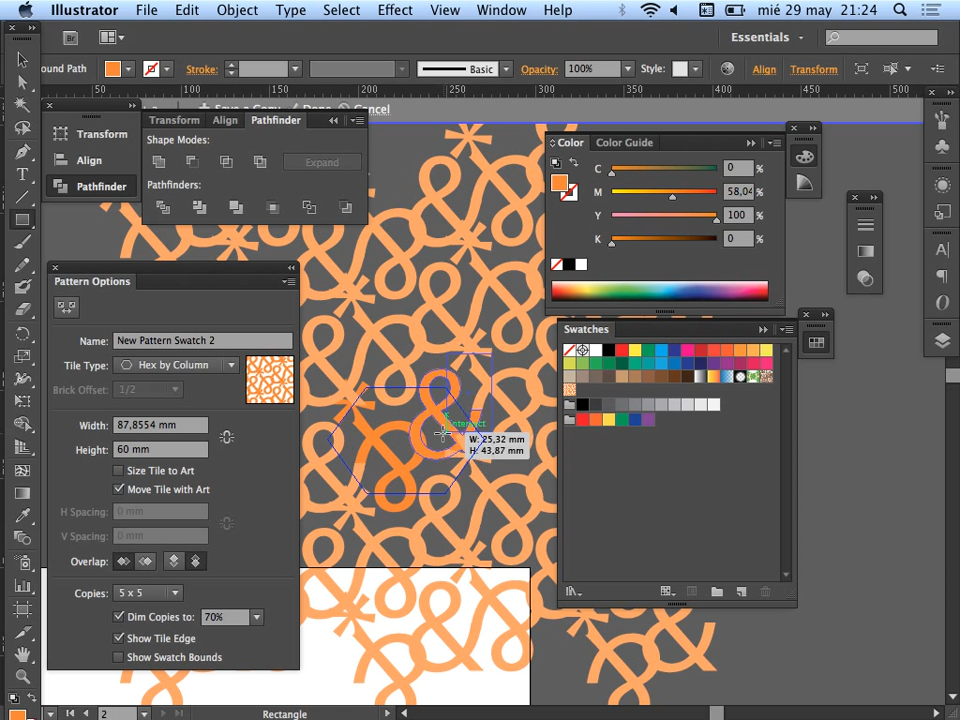 Illustrator File Edit Object Type Select Effect View Window Help mié 29 may 21:24
Br Essentials
ound Path Stroke: Basic Opacity: 100% Style: Align Transform
50 100 150 200 250 300 350 400 450 500
Save a Copy Done Cancel
Transform
Align
Pathfinder
Transform Align Pathfinder
Shape Modes:
Expand
Pathfinders:
Color Color Guide
C 0 %
M 58,04 %
Y 100 %
K 0 %
Pattern Options
Name: New Pattern Swatch 2
Tile Type: Hex by Column
Brick Offset: 1/2
Width: 87,8554 mm
Height: 60 mm
Size Tile to Art
Move Tile with Art
H Spacing: 0 mm
V Spacing: 0 mm
Overlap:
Copies: 5 x 5
Dim Copies to: 70%
Show Tile Edge
Show Swatch Bounds
intersect
W: 25,32 mm
H: 43,87 mm
Swatches
2 Rectangle